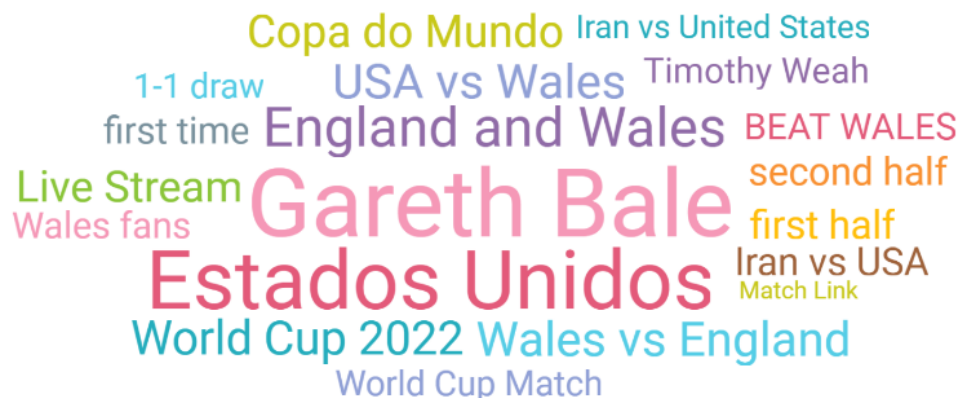 Copa do Mundo
Iran vs United States
1-1 draw
USA vs Wales
Timothy Weah
first time
England and Wales
BEAT WALES
Live Stream
Gareth Bale
second half
Wales fans
first half
Estados Unidos
Iran vs USA
Match Link
World Cup 2022
Wales vs England
World Cup Match